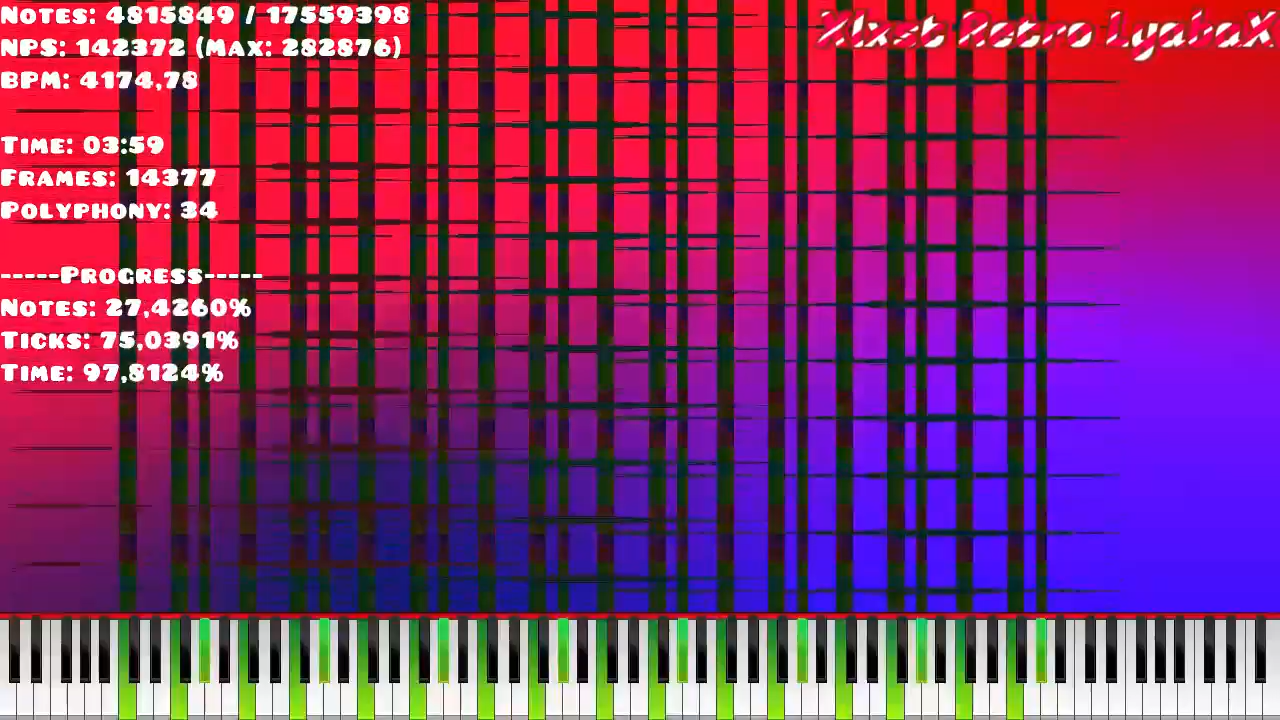 Notes: 4815849 / 17559398
NPS: 142372 (Max: 282876)
BPM: 4174,78
Time: 03:59
Frames: 14377
Polyphony: 34
-----Progress-----
Notes: 27,4260%
Ticks: 75,0391%
Time: 97,8124%
Retro